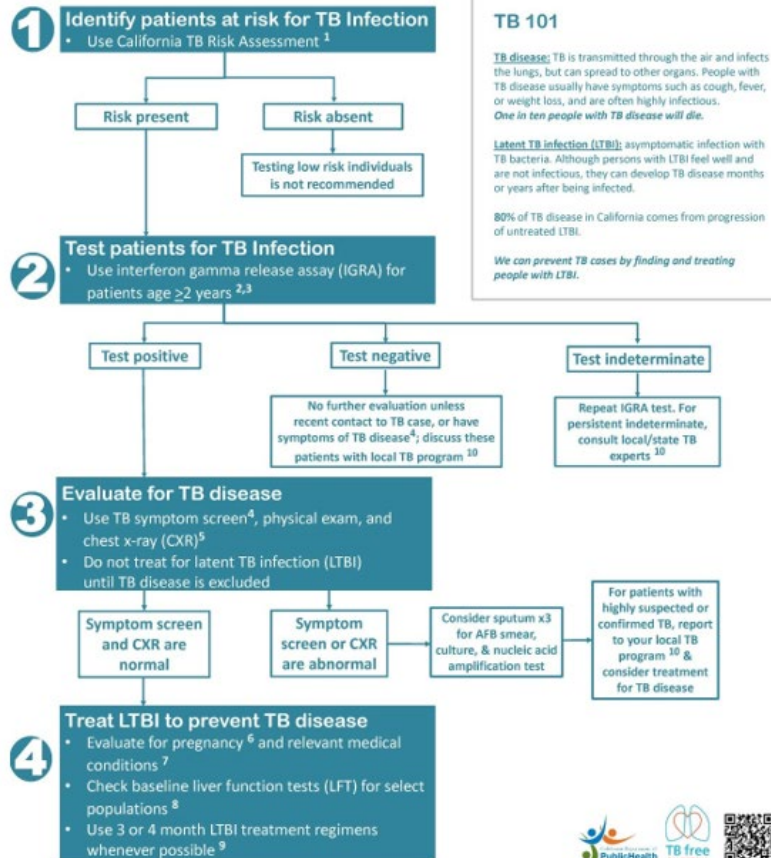 1
Identify patients at risk for TB Infection
• Use California TB Risk Assessment 1
Risk present
Risk absent
Testing low risk individuals
is not recommended
TB 101
TB disease: TB is transmitted through the air and infects
the lungs, but can spread to other organs. People with
TB disease usually have symptoms such as cough, fever,
or weight loss, and are often highly infectious.
One in ten people with TB disease will die.
Latent TB infection (LTBI): asymptomatic infection with
TB bacteria. Although persons with LTBI feel well and
are not infectious, they can develop TB disease months
or years after being infected.
80% of TB disease in California comes from progression
of untreated LTBI.
We can prevent TB cases by finding and treating
people with LTBI.
2
Test patients for TB Infection
• Use interferon gamma release assay (IGRA) for
patients age ≥2 years 2,3
Test positive
Test negative
Test indeterminate
No further evaluation unless
recent contact to TB case, or have
symptoms of TB disease4; discuss these
patients with local TB program 10
Repeat IGRA test. For
persistent indeterminate,
consult local/state TB
experts 10
3
Evaluate for TB disease
• Use TB symptom screen4, physical exam, and
chest x-ray (CXR)5
• Do not treat for latent TB infection (LTBI)
until TB disease is excluded
Symptom screen
and CXR are
normal
Symptom
screen or CXR
are abnormal
Consider sputum x3
for AFB smear,
culture, & nucleic acid
amplification test
For patients with
highly suspected or
confirmed TB, report
to your local TB
program 10 &
consider treatment
for TB disease
4
Treat LTBI to prevent TB disease
• Evaluate for pregnancy 6 and relevant medical
conditions 7
• Check baseline liver function tests (LFT) for select
populations 8
• Use 3 or 4 month LTBI treatment regimens
whenever possible 9
California Department of
PublicHealth
TB free